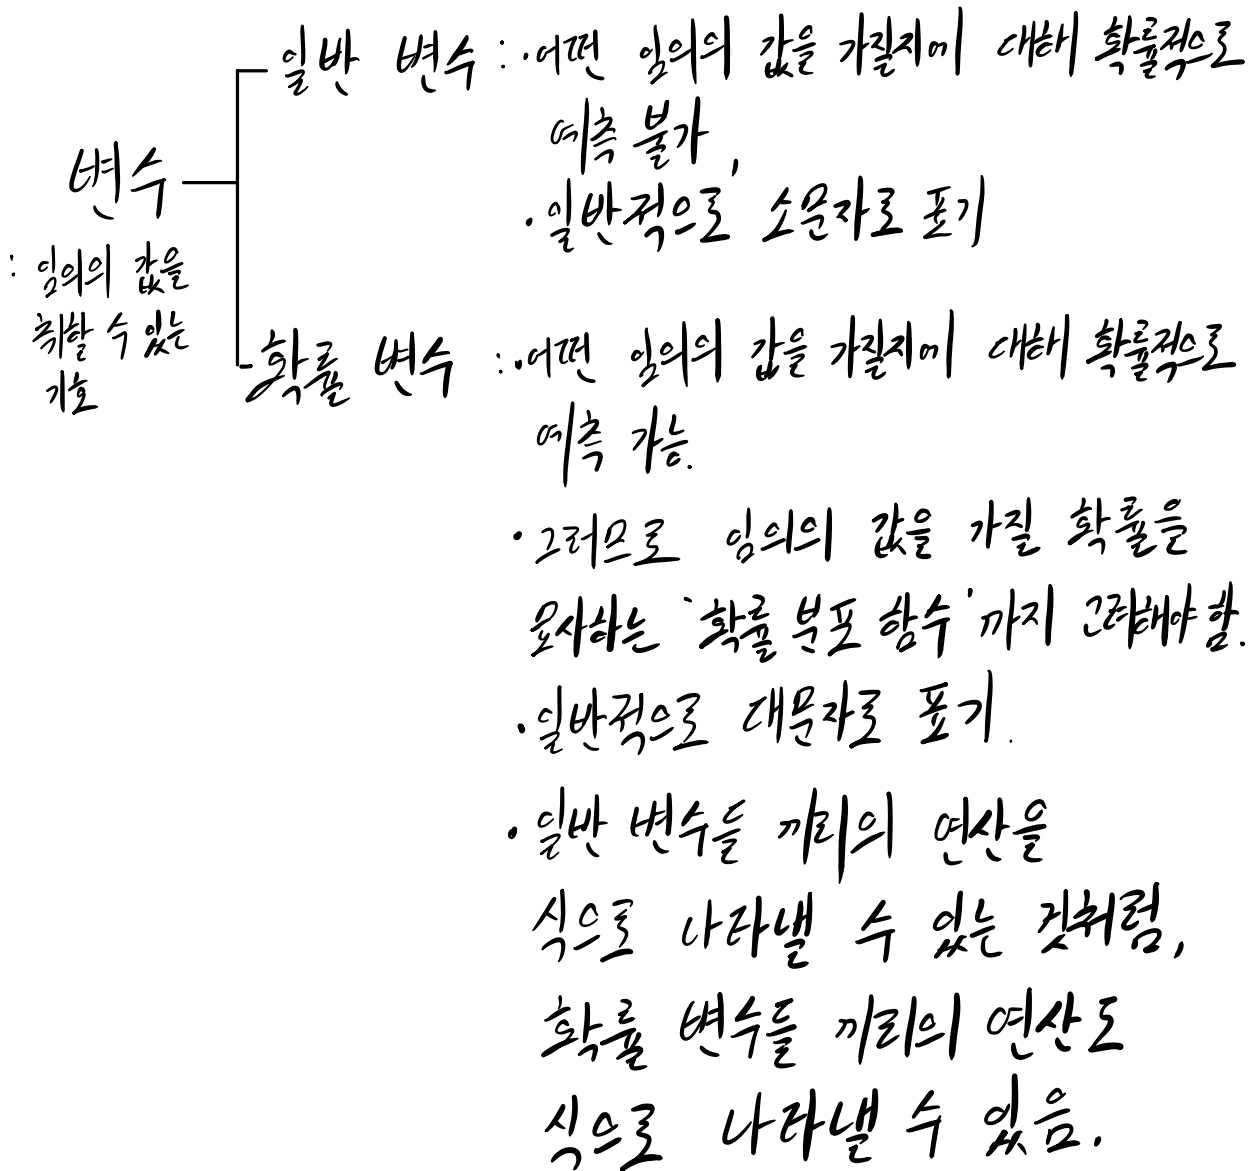 일반 변수 : · 어떤 임의의 값을 가질지에 대해 확률적으로
예측 불가,
· 일반적으로 소문자로 표기
변수
: 임의의 값을
취할 수 있는
기호
확률 변수 : · 어떤 임의의 값을 가질지에 대해 확률적으로
예측 가능.
· 그러므로 임의의 값을 가질 확률을
묘사하는 '확률 분포 함수'까지 고려해야 함.
· 일반적으로 대문자로 표기.
· 일반 변수들 끼리의 연산을
식으로 나타낼 수 있는 것처럼,
확률 변수들 끼리의 연산도
식으로 나타낼 수 있음.